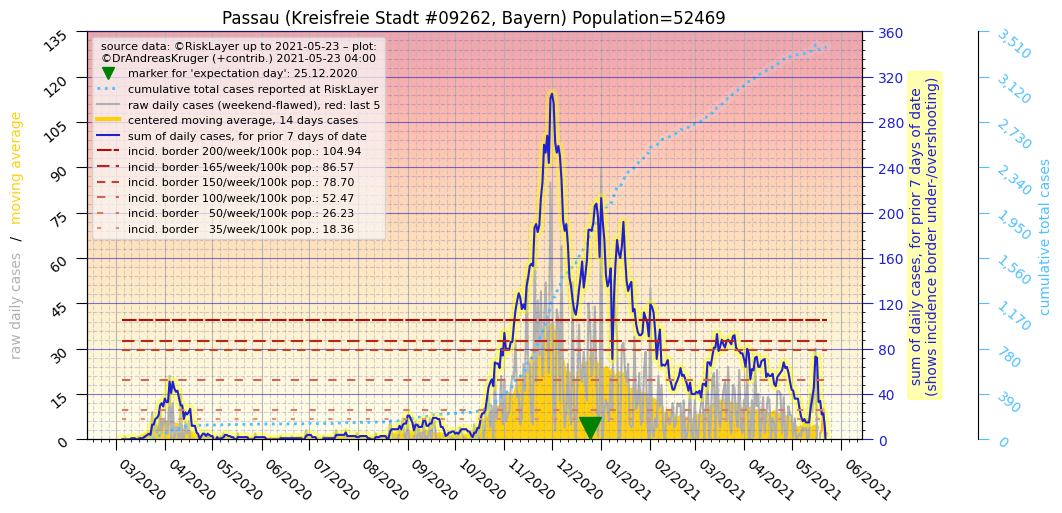 Passau (Kreisfreie Stadt #09262, Bayern) Population=52469
source data: ©RiskLayer up to 2021-05-23 – plot:
©DrAndreasKruger (+contrib.) 2021-05-23 04:00
marker for 'expectation day': 25.12.2020
cumulative total cases reported at RiskLayer
raw daily cases (weekend-flawed), red: last 5
centered moving average, 14 days cases
sum of daily cases, for prior 7 days of date
incid. border 200/week/100k pop.: 104.94
incid. border 165/week/100k pop.: 86.57
incid. border 150/week/100k pop.: 78.70
incid. border 100/week/100k pop.: 52.47
incid. border 50/week/100k pop.: 26.23
incid. border 35/week/100k pop.: 18.36
raw daily cases / moving average
135
120
105
90
75
60
45
30
15
0
03/2020
04/2020
05/2020
06/2020
07/2020
08/2020
09/2020
10/2020
11/2020
12/2020
01/2021
02/2021
03/2021
04/2021
05/2021
06/2021
360
320
280
240
200
160
120
80
40
0
sum of daily cases, for prior 7 days of date
(shows incidence border under-/overshooting)
3,510
3,120
2,730
2,340
1,950
1,560
1,170
780
390
0
cumulative total cases